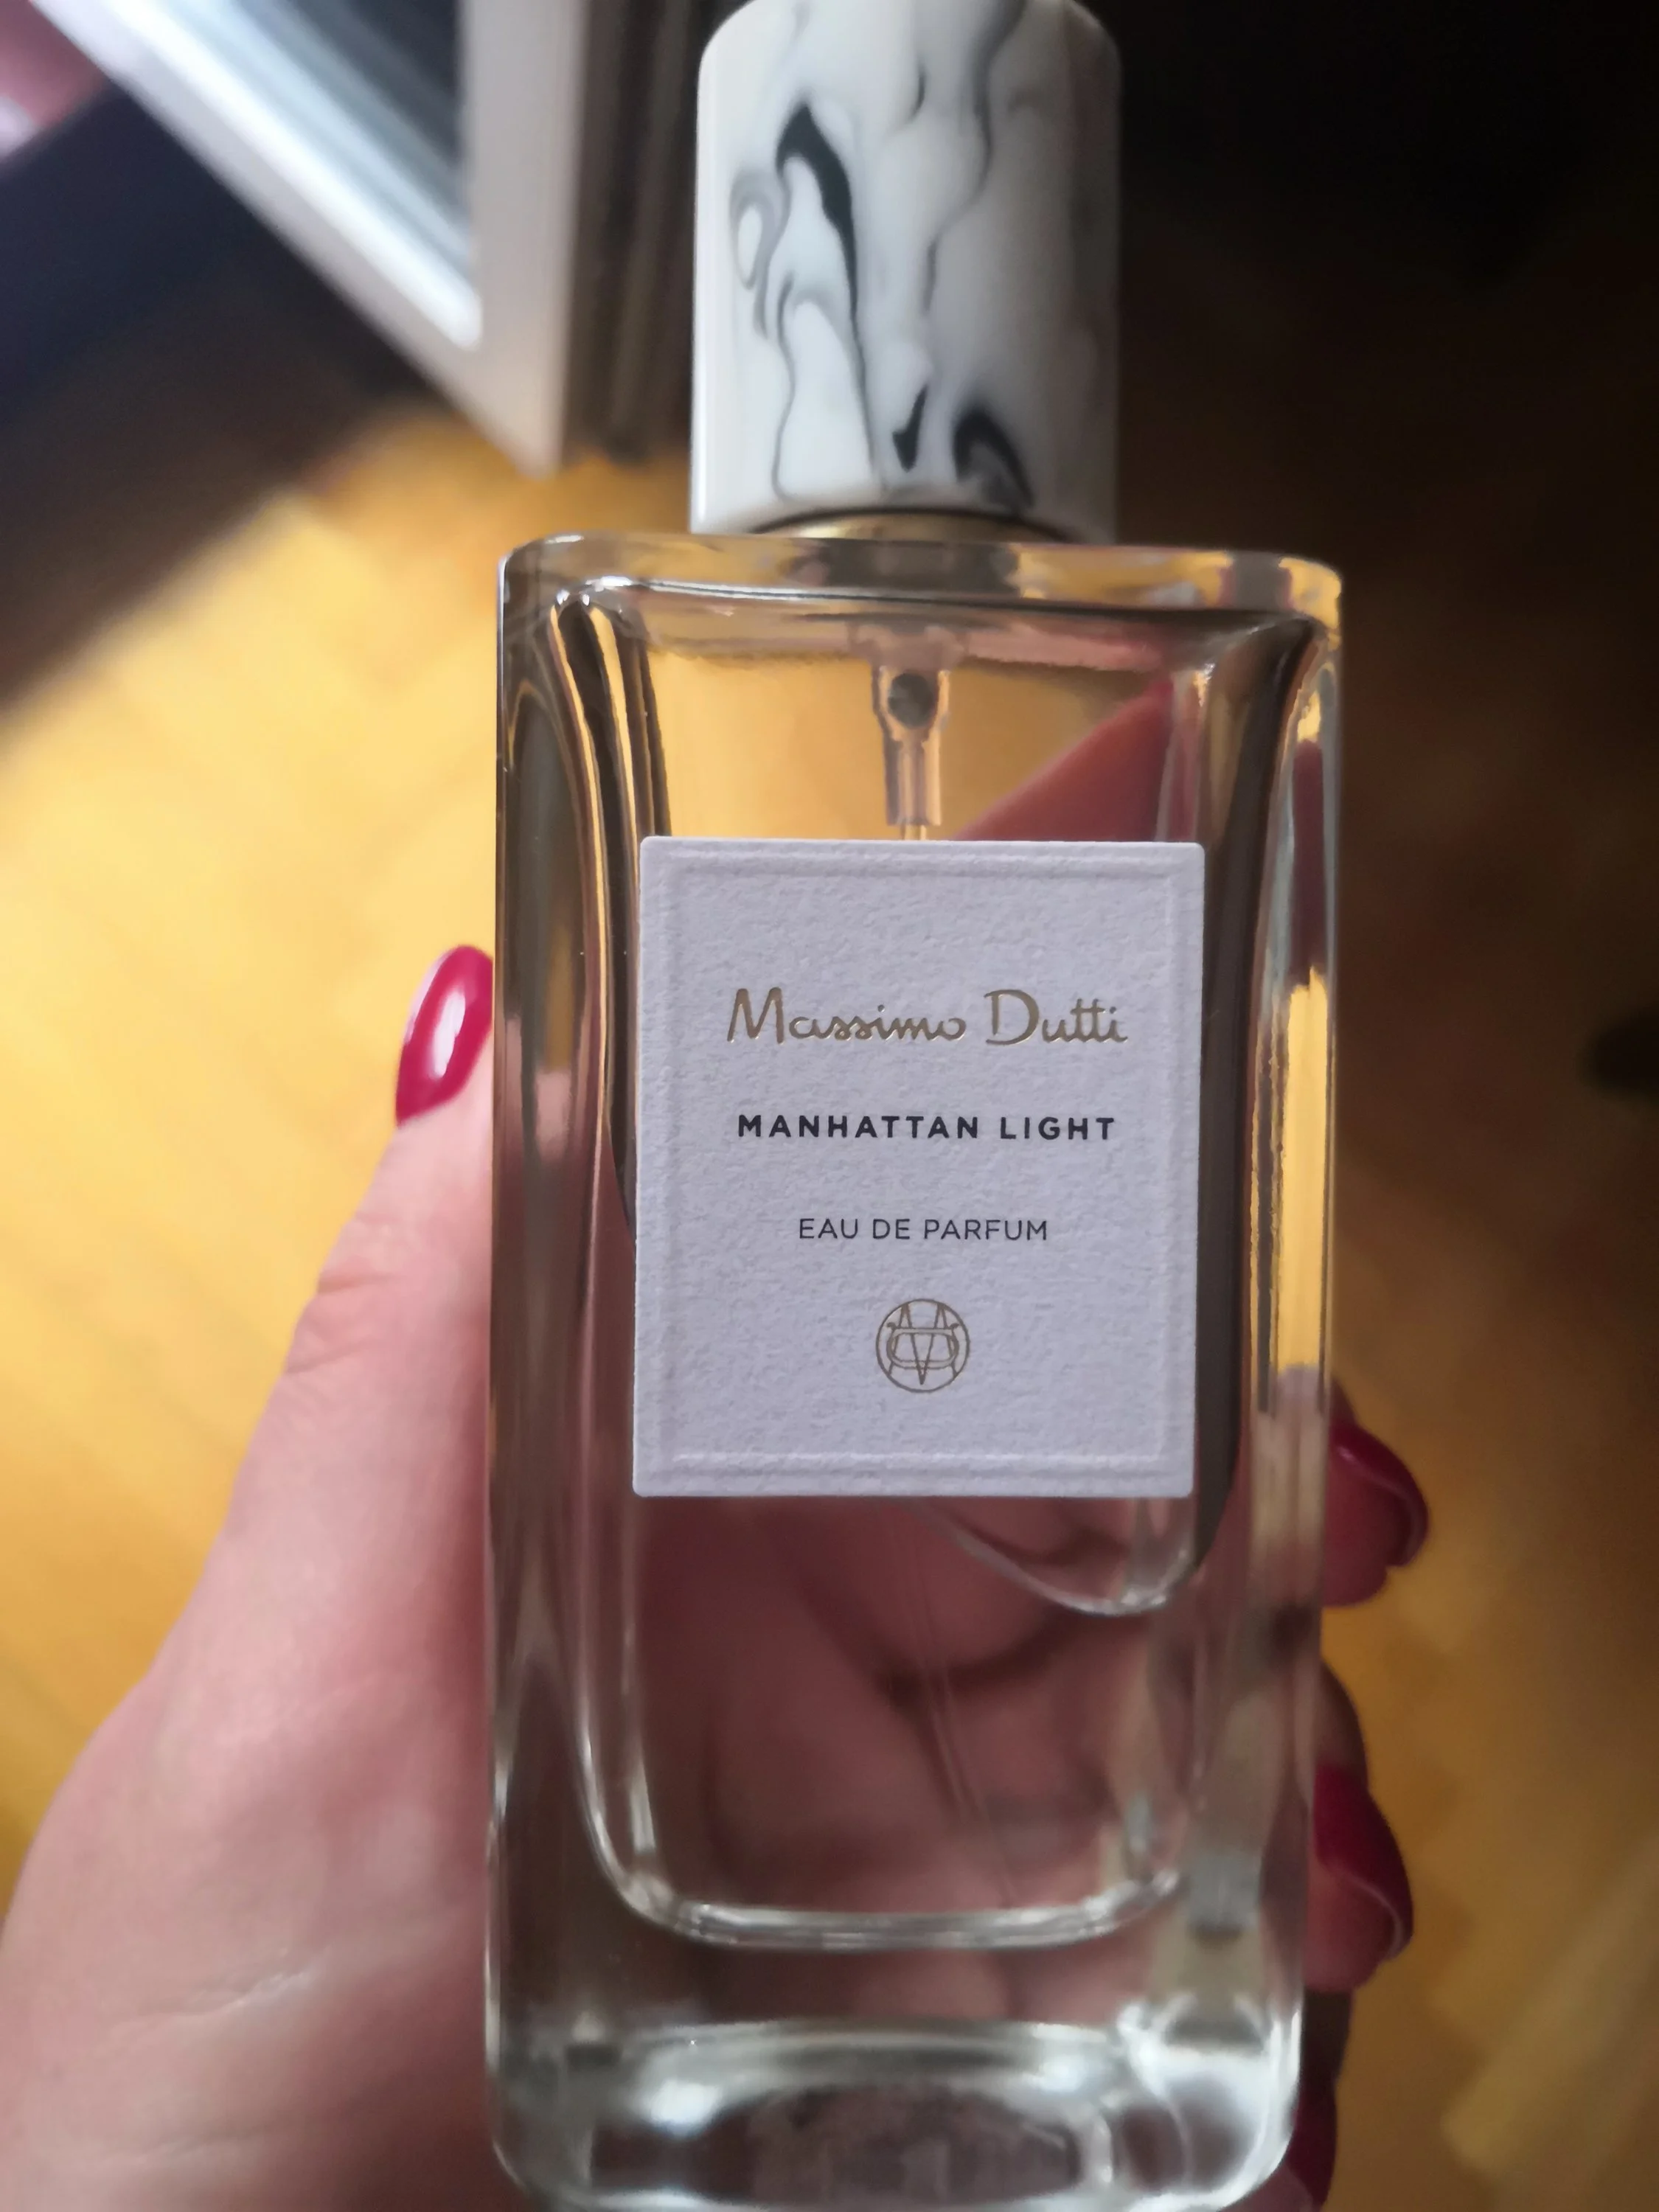 Massimo Dutti
MANHATTAN LIGHT
EAU DE PARFUM